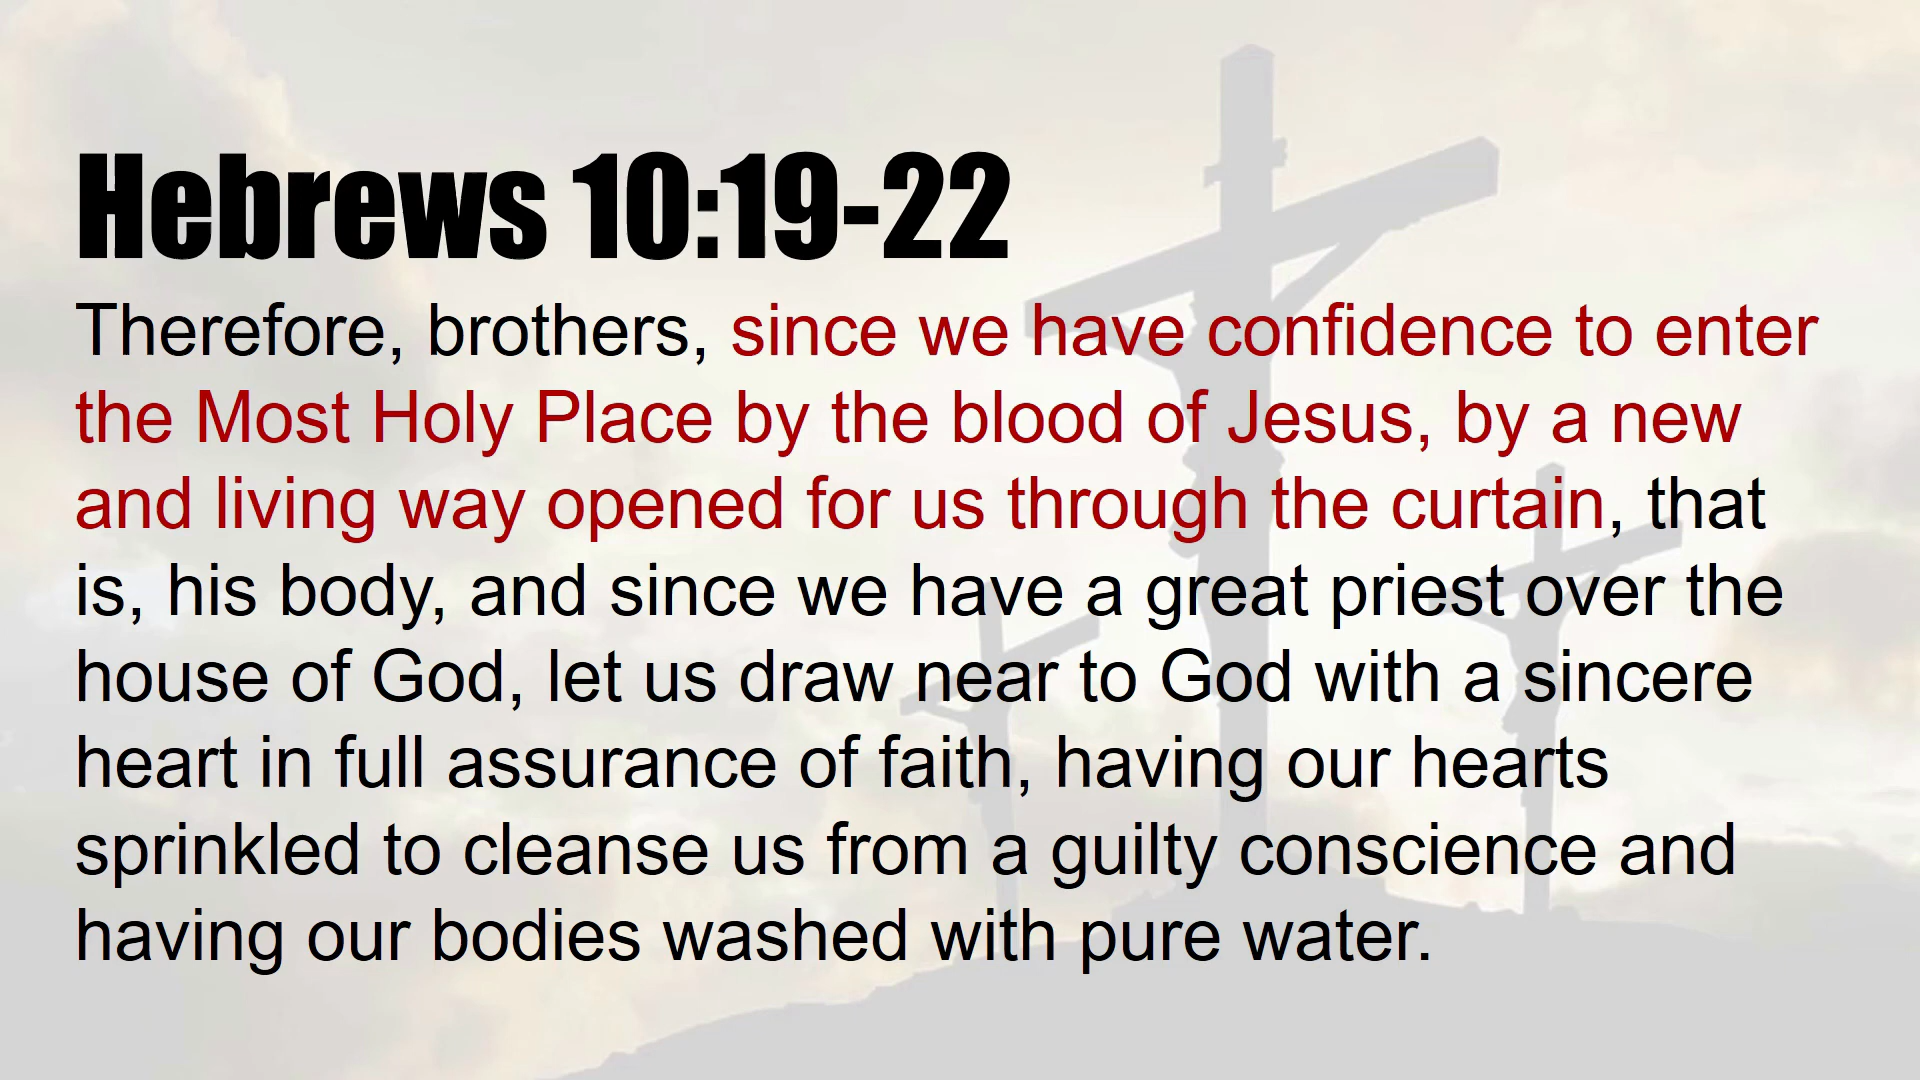 Hebrews 10:19-22
Therefore, brothers, since we have confidence to enter
the Most Holy Place by the blood of Jesus, by a new
and living way opened for us through the curtain, that
is, his body, and since we have a great priest over the
house of God, let us draw near to God with a sincere
heart in full assurance of faith, having our hearts
sprinkled to cleanse us from a guilty conscience and
having our bodies washed with pure water.